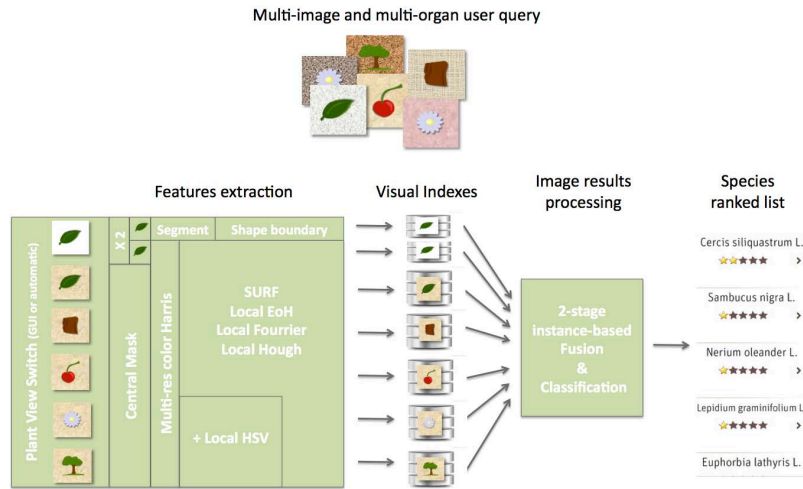 Multi-image and multi-organ user query
Features extraction
Visual Indexes
Image results
processing
Species
ranked list
Plant View Switch (GUI or automatic)
X 2
Segment
Shape boundary
Central Mask
Multi-res color Harris
SURF
Local EoH
Local Fourrier
Local Hough
+ Local HSV
2-stage
instance-based
Fusion
&
Classification
Cercis siliquastrum L.
>
Sambucus nigra L.
>
Nerium oleander L.
>
Lepidium graminifolium L
>
Euphorbia lathyris L.